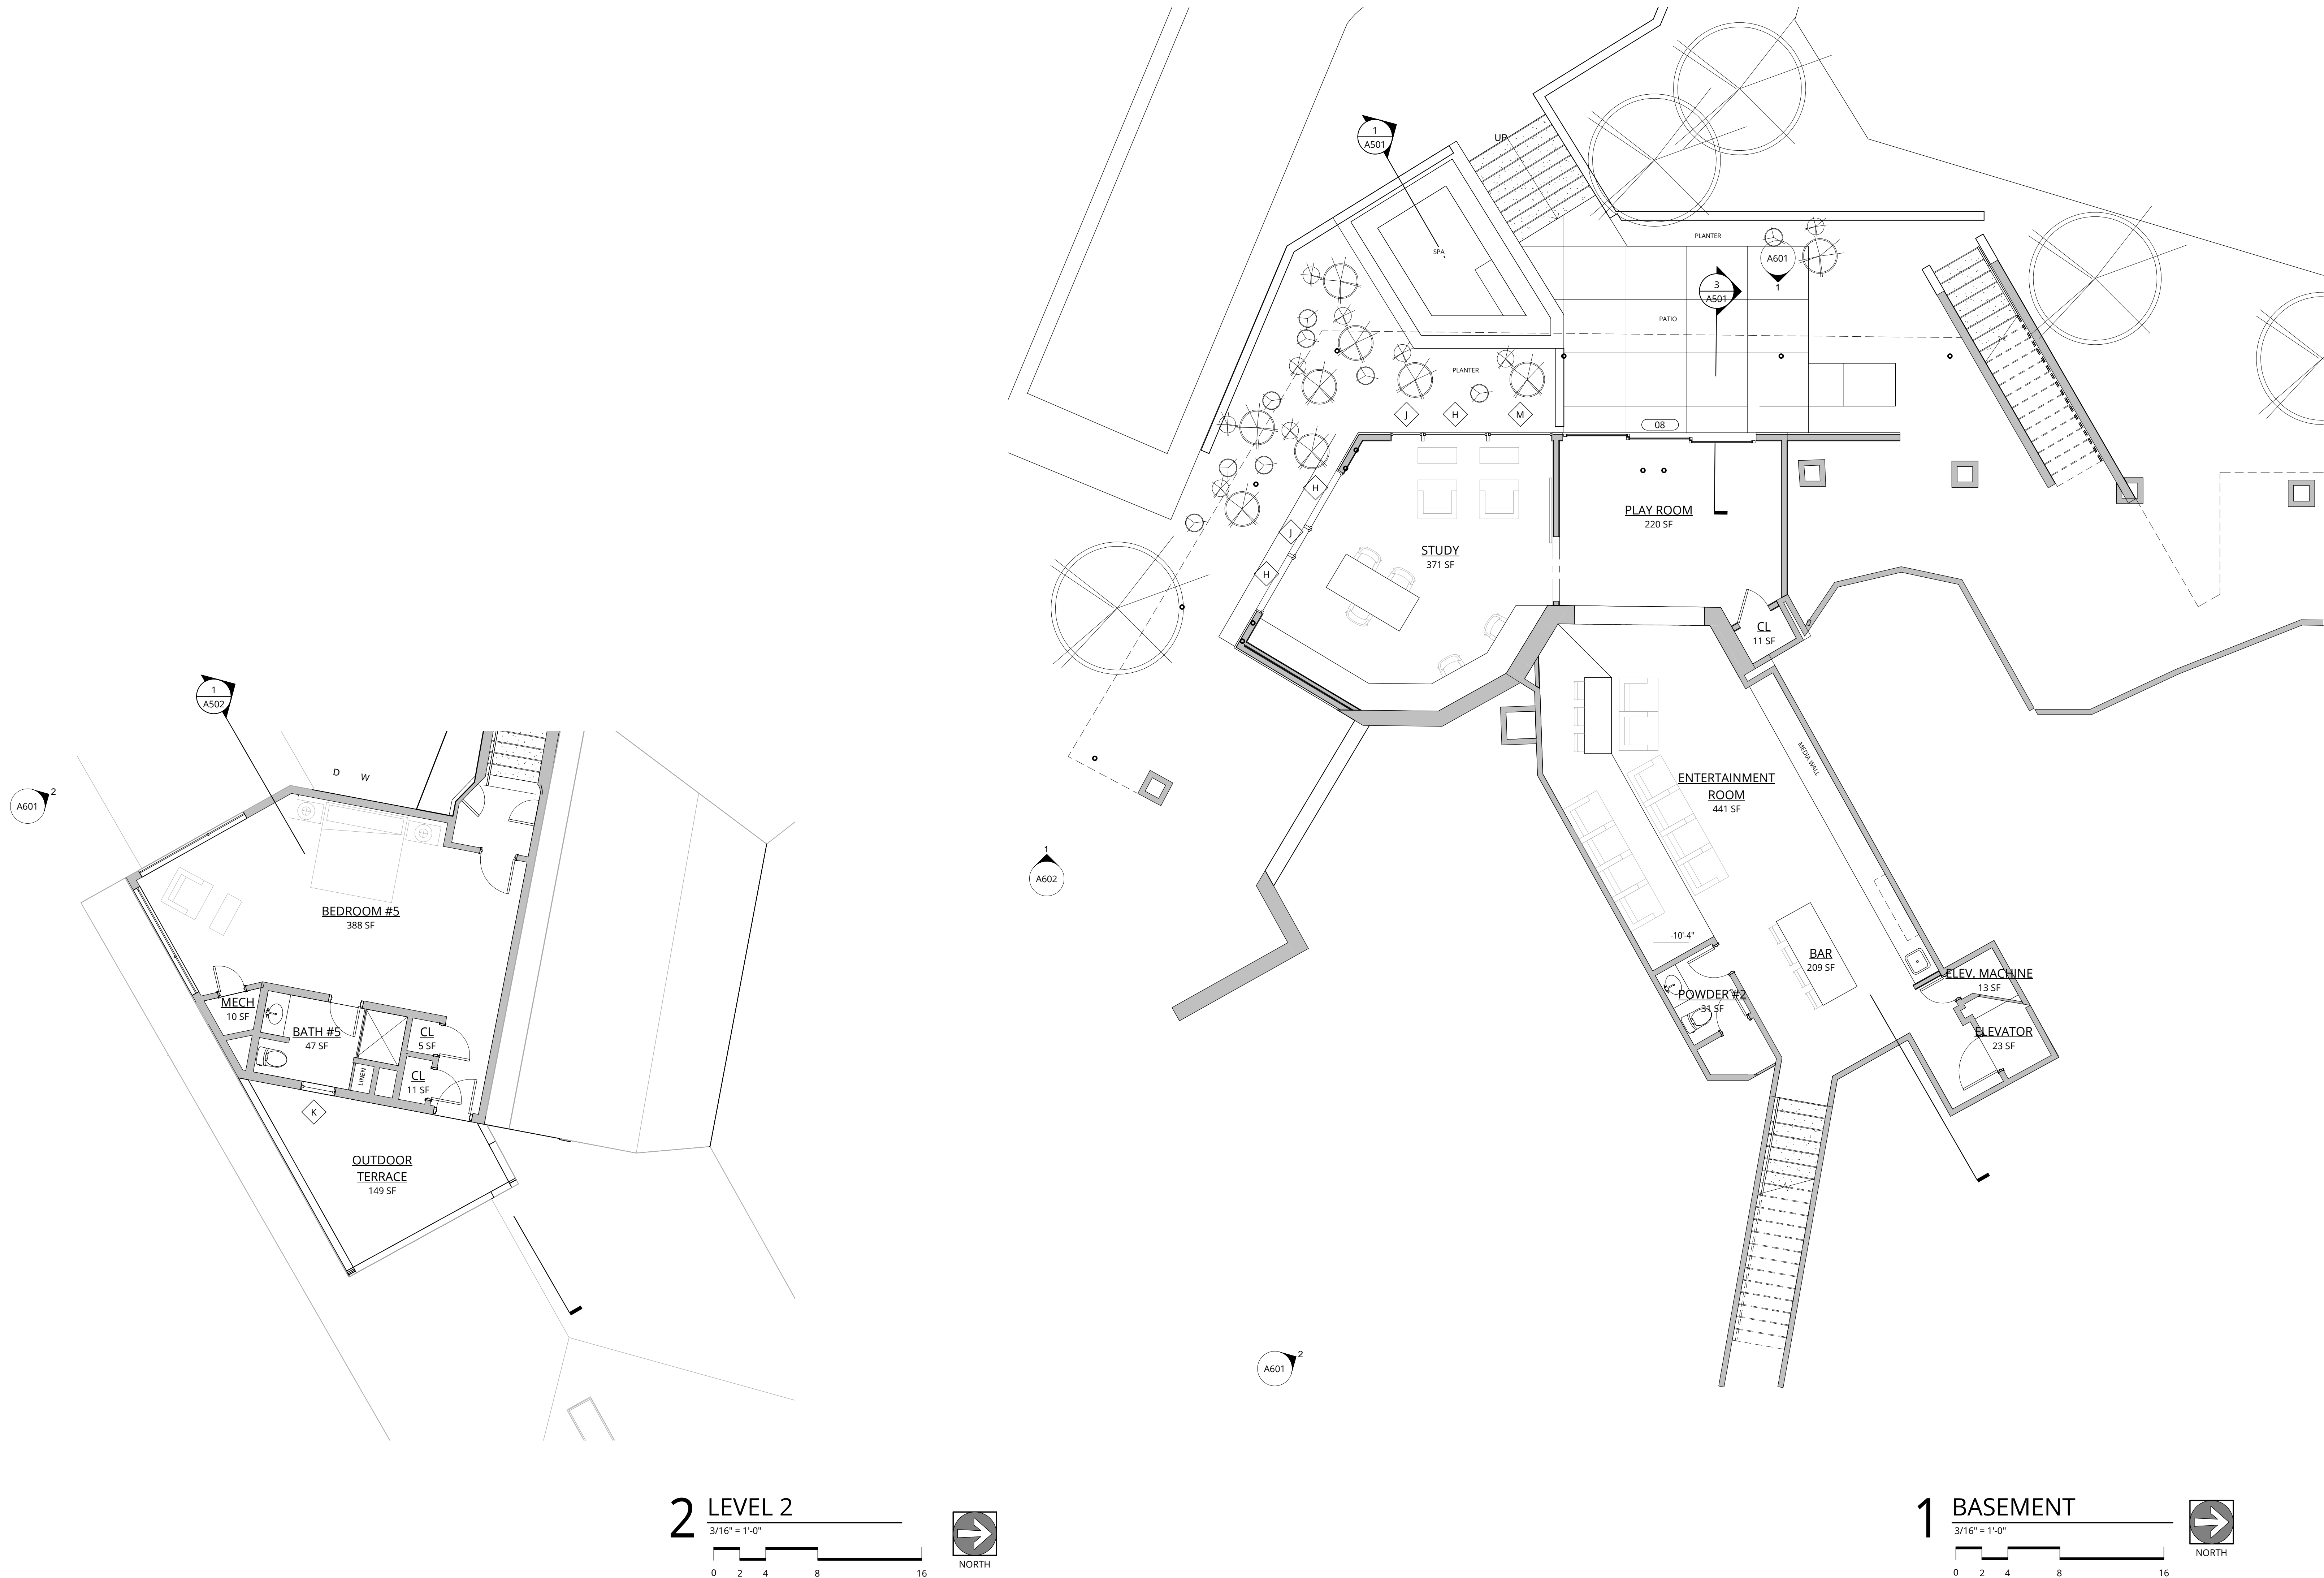 1
A501
UP
SPA
PLANTER
A601
1
3
A501
PATIO
PLANTER
J
H
M
08
H
J
H
STUDY
371 SF
PLAY ROOM
220 SF
CL
11 SF
MEDIA WALL
ENTERTAINMENT
ROOM
441 SF
-10'-4"
BAR
209 SF
POWDER #2
31 SF
ELEV. MACHINE
13 SF
ELEVATOR
23 SF
1
A602
A601
2
1
A502
A601
2
D
W
BEDROOM #5
388 SF
MECH
10 SF
BATH #5
47 SF
CL
5 SF
CL
11 SF
LINEN
K
OUTDOOR
TERRACE
149 SF
2
LEVEL 2
3/16" = 1'-0"
0 2 4 8 16
NORTH
1
BASEMENT
3/16" = 1'-0"
0 2 4 8 16
NORTH